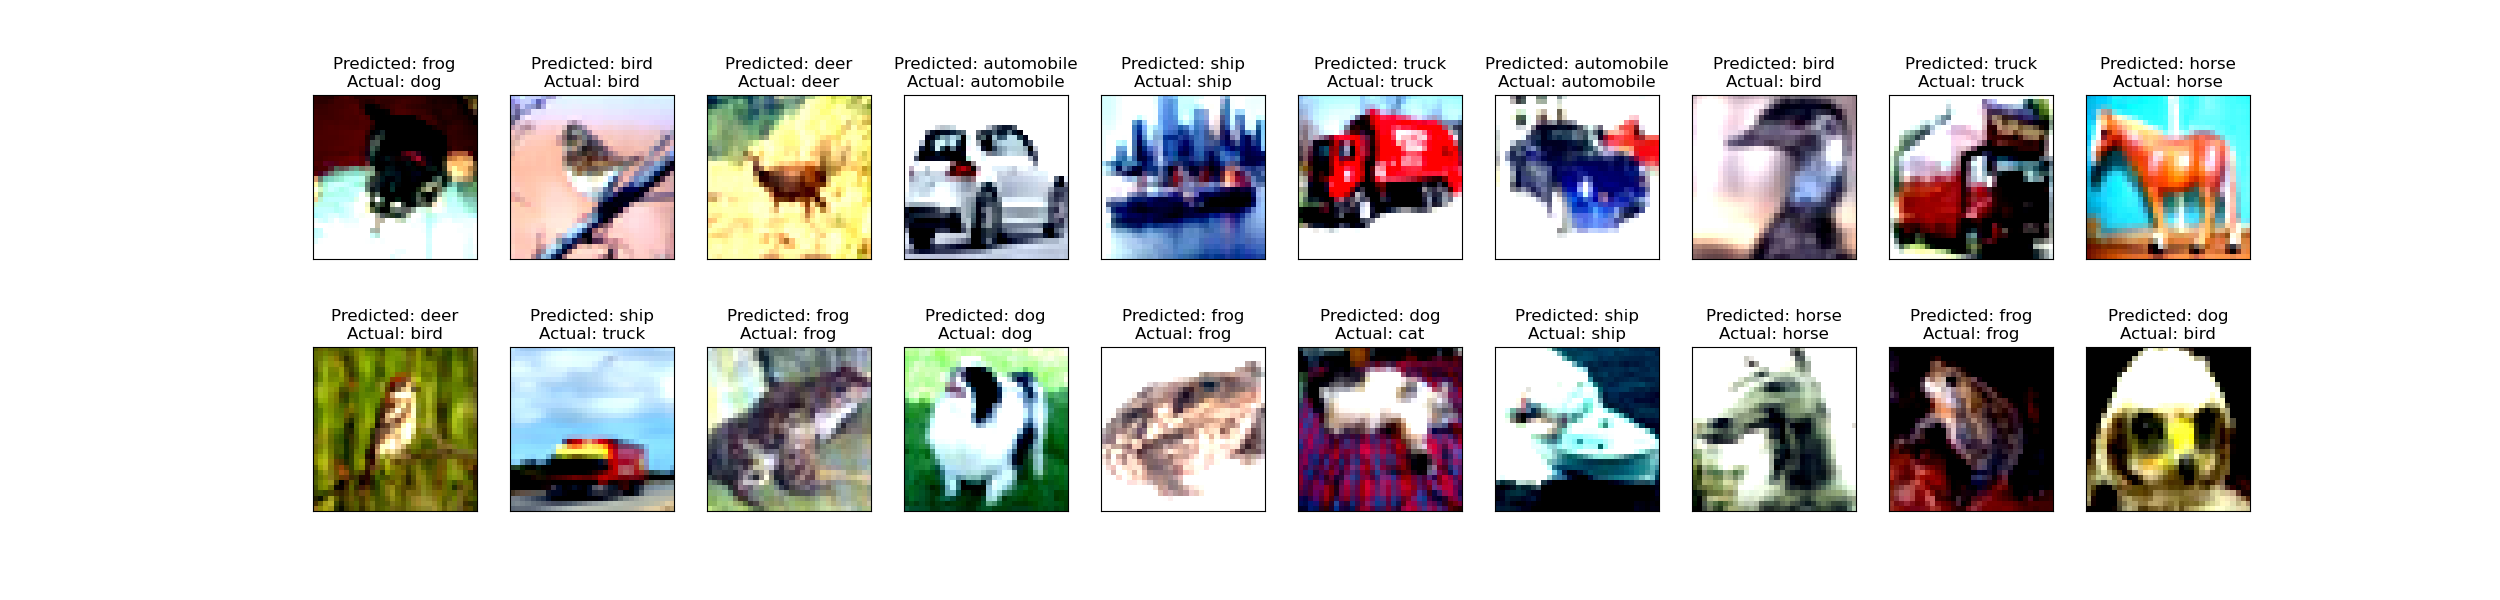 Predicted: frog
Actual: dog
Predicted: bird
Actual: bird
Predicted: deer
Actual: deer
Predicted: automobile
Actual: automobile
Predicted: ship
Actual: ship
Predicted: truck
Actual: truck
Predicted: automobile
Actual: automobile
Predicted: bird
Actual: bird
Predicted: truck
Actual: truck
Predicted: horse
Actual: horse
Predicted: deer
Actual: bird
Predicted: ship
Actual: truck
Predicted: frog
Actual: frog
Predicted: dog
Actual: dog
Predicted: frog
Actual: frog
Predicted: dog
Actual: cat
Predicted: ship
Actual: ship
Predicted: horse
Actual: horse
Predicted: frog
Actual: frog
Predicted: dog
Actual: bird